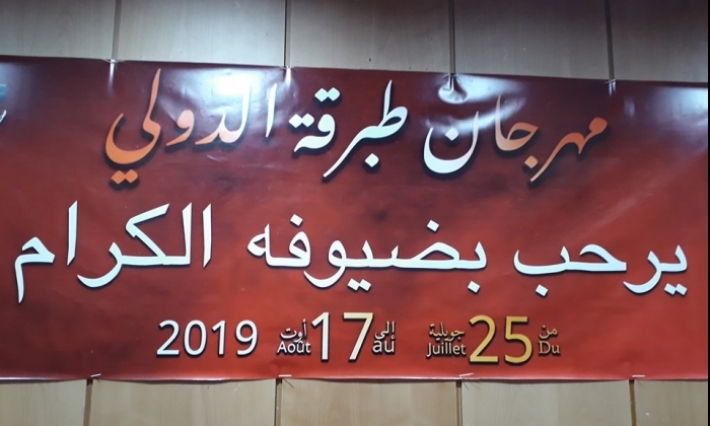 مهرجان طبرقة الدولي
يرحب بضيوفه الكرام
من Du 25 جويلية Juillet إلى au 17 أوت Août 2019